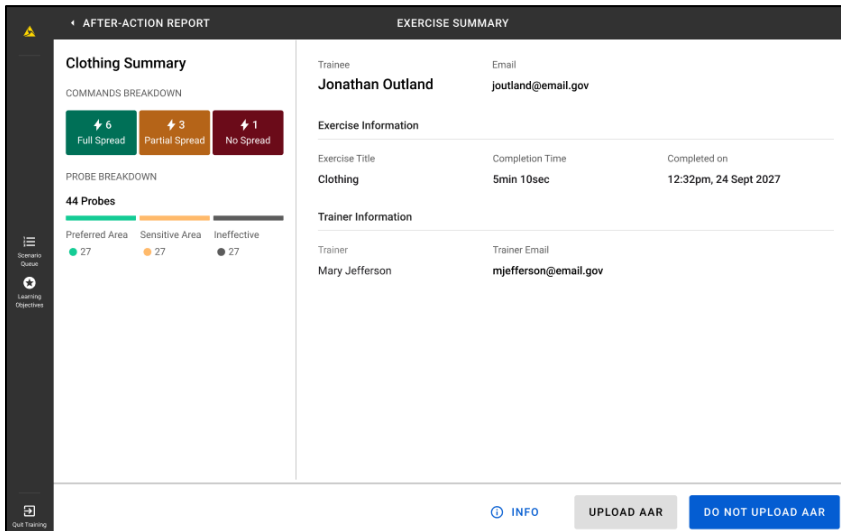 AFTER-ACTION REPORT
EXERCISE SUMMARY
Clothing Summary
COMMANDS BREAKDOWN
6
Full Spread
3
Partial Spread
1
No Spread
PROBE BREAKDOWN
44 Probes
Preferred Area
27
Sensitive Area
27
Ineffective
27
Trainee
Jonathan Outland
Email
joutland@email.gov
Exercise Information
Exercise Title
Clothing
Completion Time
5min 10sec
Completed on
12:32pm, 24 Sept 2027
Trainer Information
Trainer
Mary Jefferson
Trainer Email
mjefferson@email.gov
Scenario
Queue
Learning
Objectives
Quit Training
INFO
UPLOAD AAR
DO NOT UPLOAD AAR